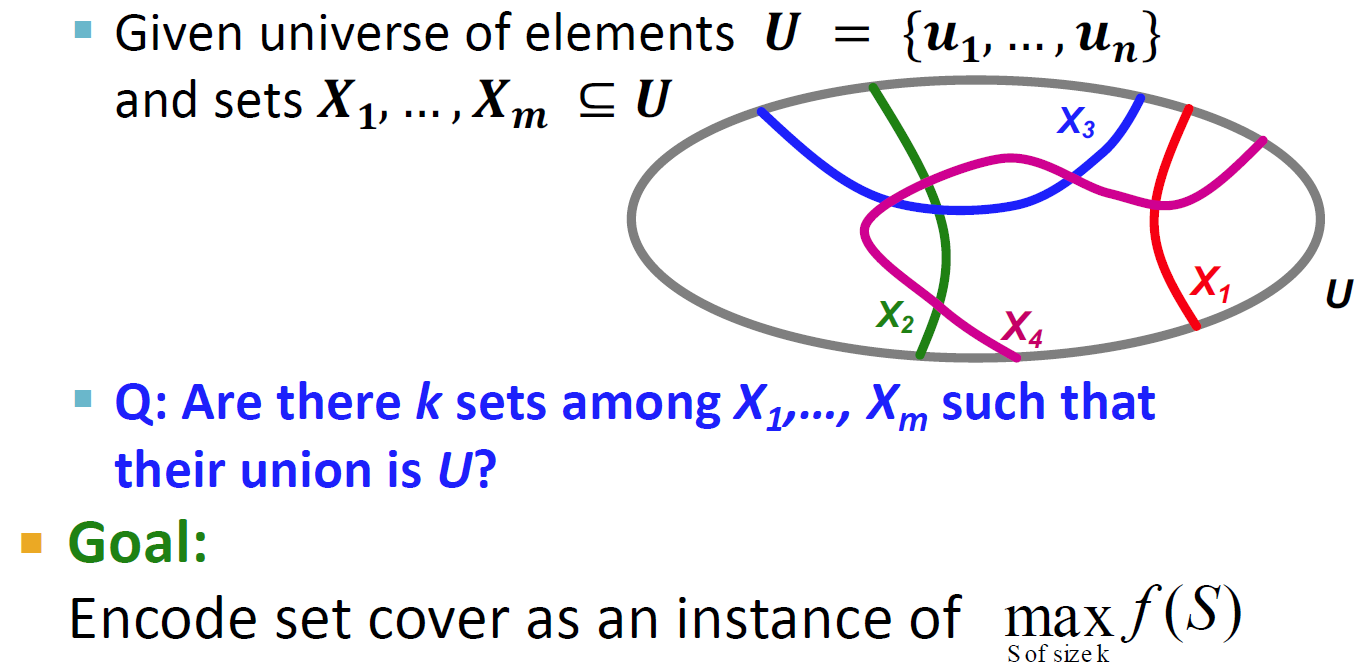 Given universe of elements U = {u₁, …, uₙ}
and sets X₁, …, Xₘ ⊆ U
X₃
X₁
U
X₂
X₄
Q: Are there k sets among X₁,…, Xₘ such that
their union is U?
Goal:
Encode set cover as an instance of max f(S)
S of size k